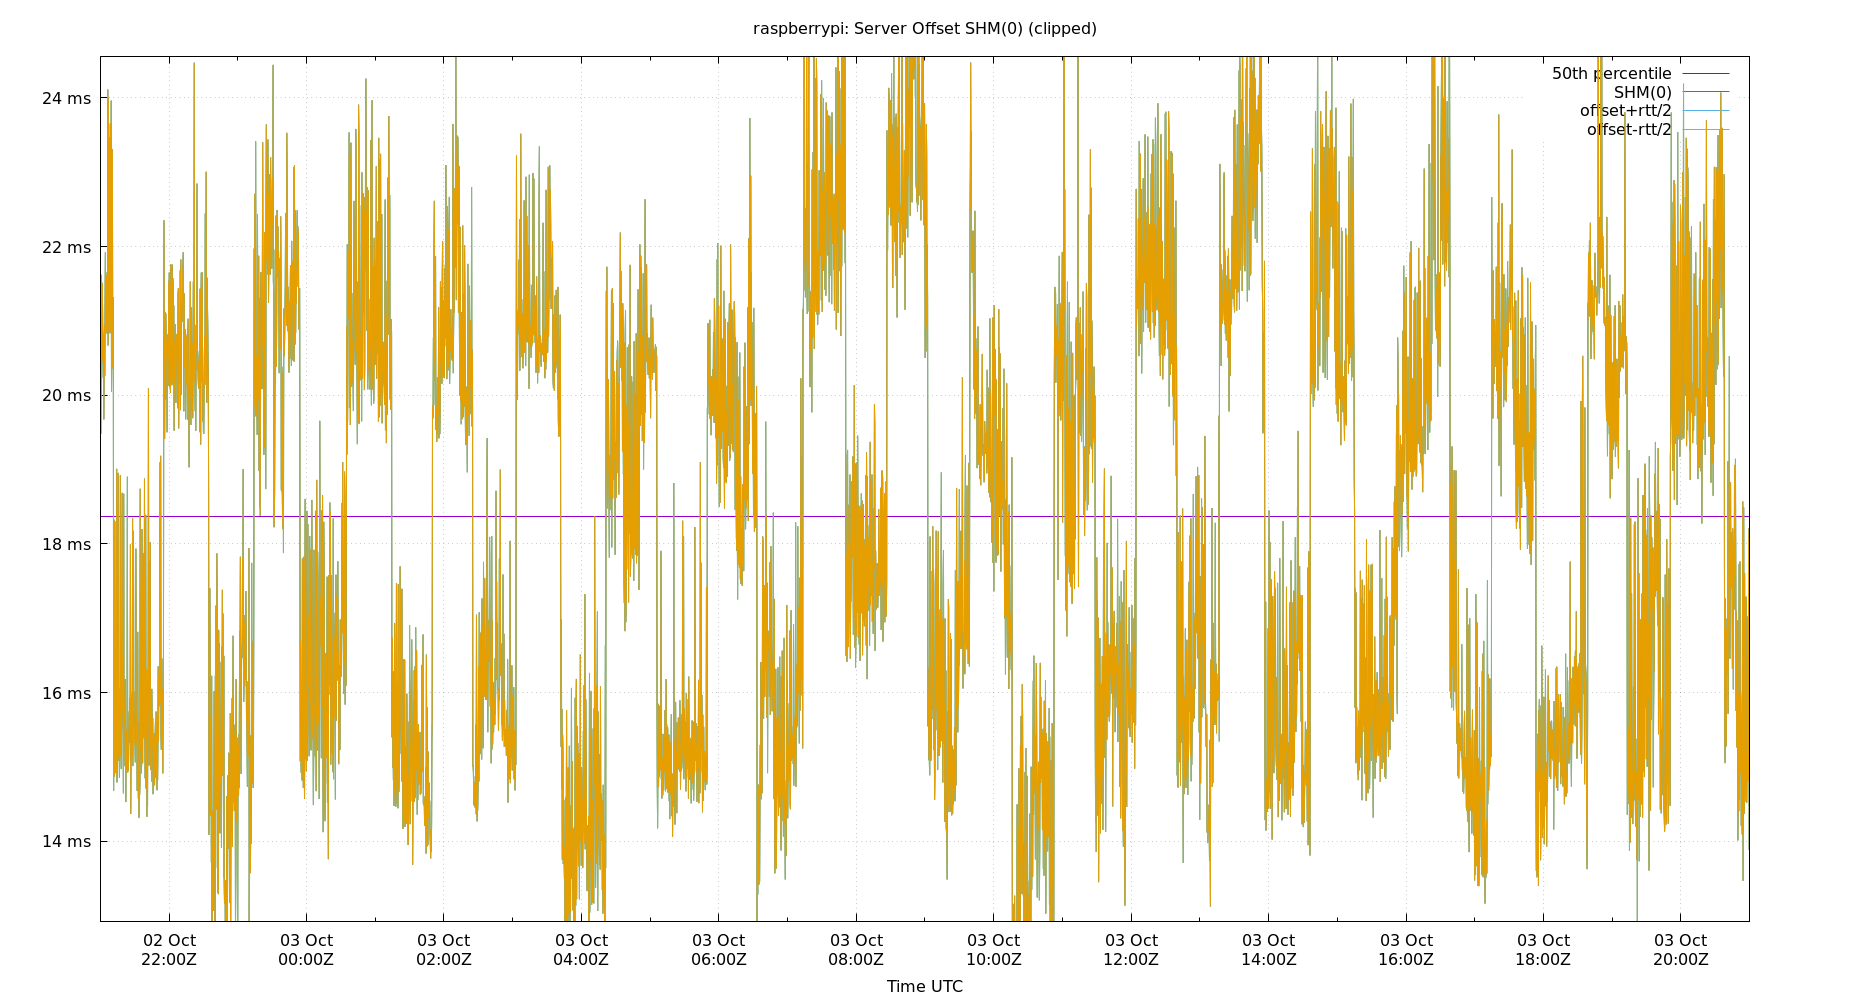 raspberrypi: Server Offset SHM(0) (clipped)
50th percentile
SHM(0)
offset+rtt/2
offset-rtt/2
24 ms
22 ms
20 ms
18 ms
16 ms
14 ms
02 Oct 03 Oct 03 Oct 03 Oct 03 Oct 03 Oct 03 Oct 03 Oct 03 Oct 03 Oct 03 Oct 03 Oct
22:00Z 00:00Z 02:00Z 04:00Z 06:00Z 08:00Z 10:00Z 12:00Z 14:00Z 16:00Z 18:00Z 20:00Z
Time UTC